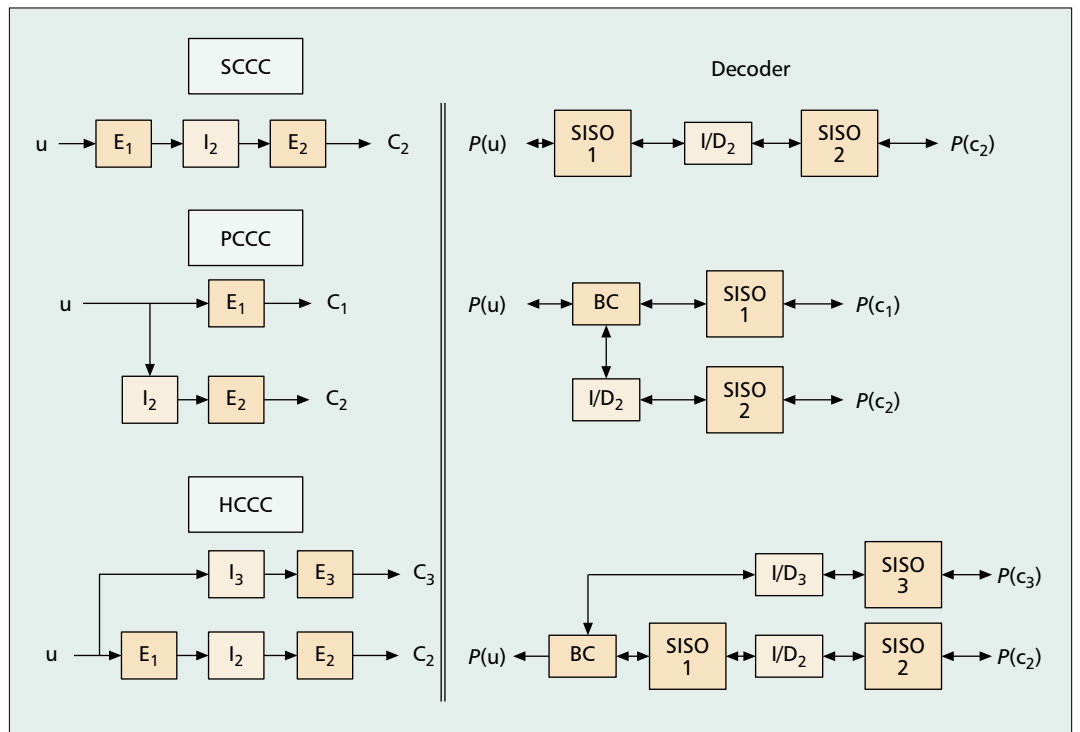 SCCC
Decoder
u E₁ I₂ E₂ C₂
P(u) SISO 1 I/D₂ SISO 2 P(c₂)
PCCC
u E₁ C₁
I₂ E₂ C₂
P(u) BC SISO 1 P(c₁)
I/D₂ SISO 2 P(c₂)
HCCC
I₃ E₃ C₃
u E₁ I₂ E₂ C₂
I/D₃ SISO 3 P(c₃)
P(u) BC SISO 1 I/D₂ SISO 2 P(c₂)